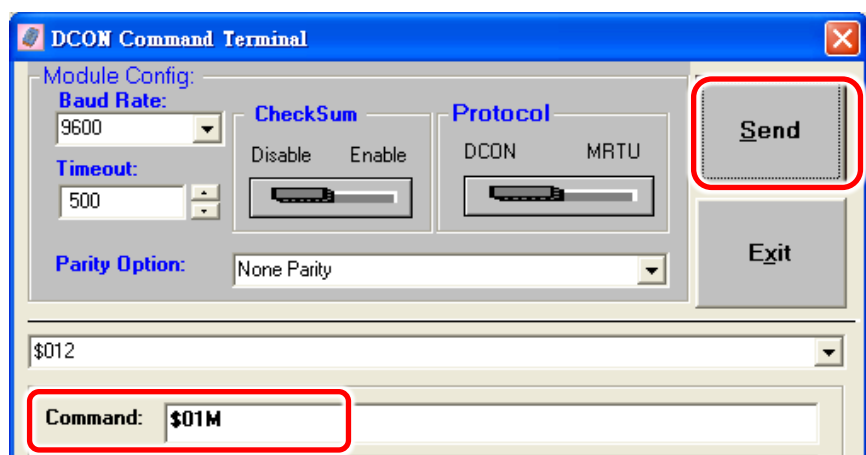 DCON Command Terminal
Module Config:
Baud Rate:
9600
CheckSum
Disable Enable
Protocol
DCON MRTU
Send
Timeout:
500
Parity Option:
None Parity
Exit
$012
Command: $01M